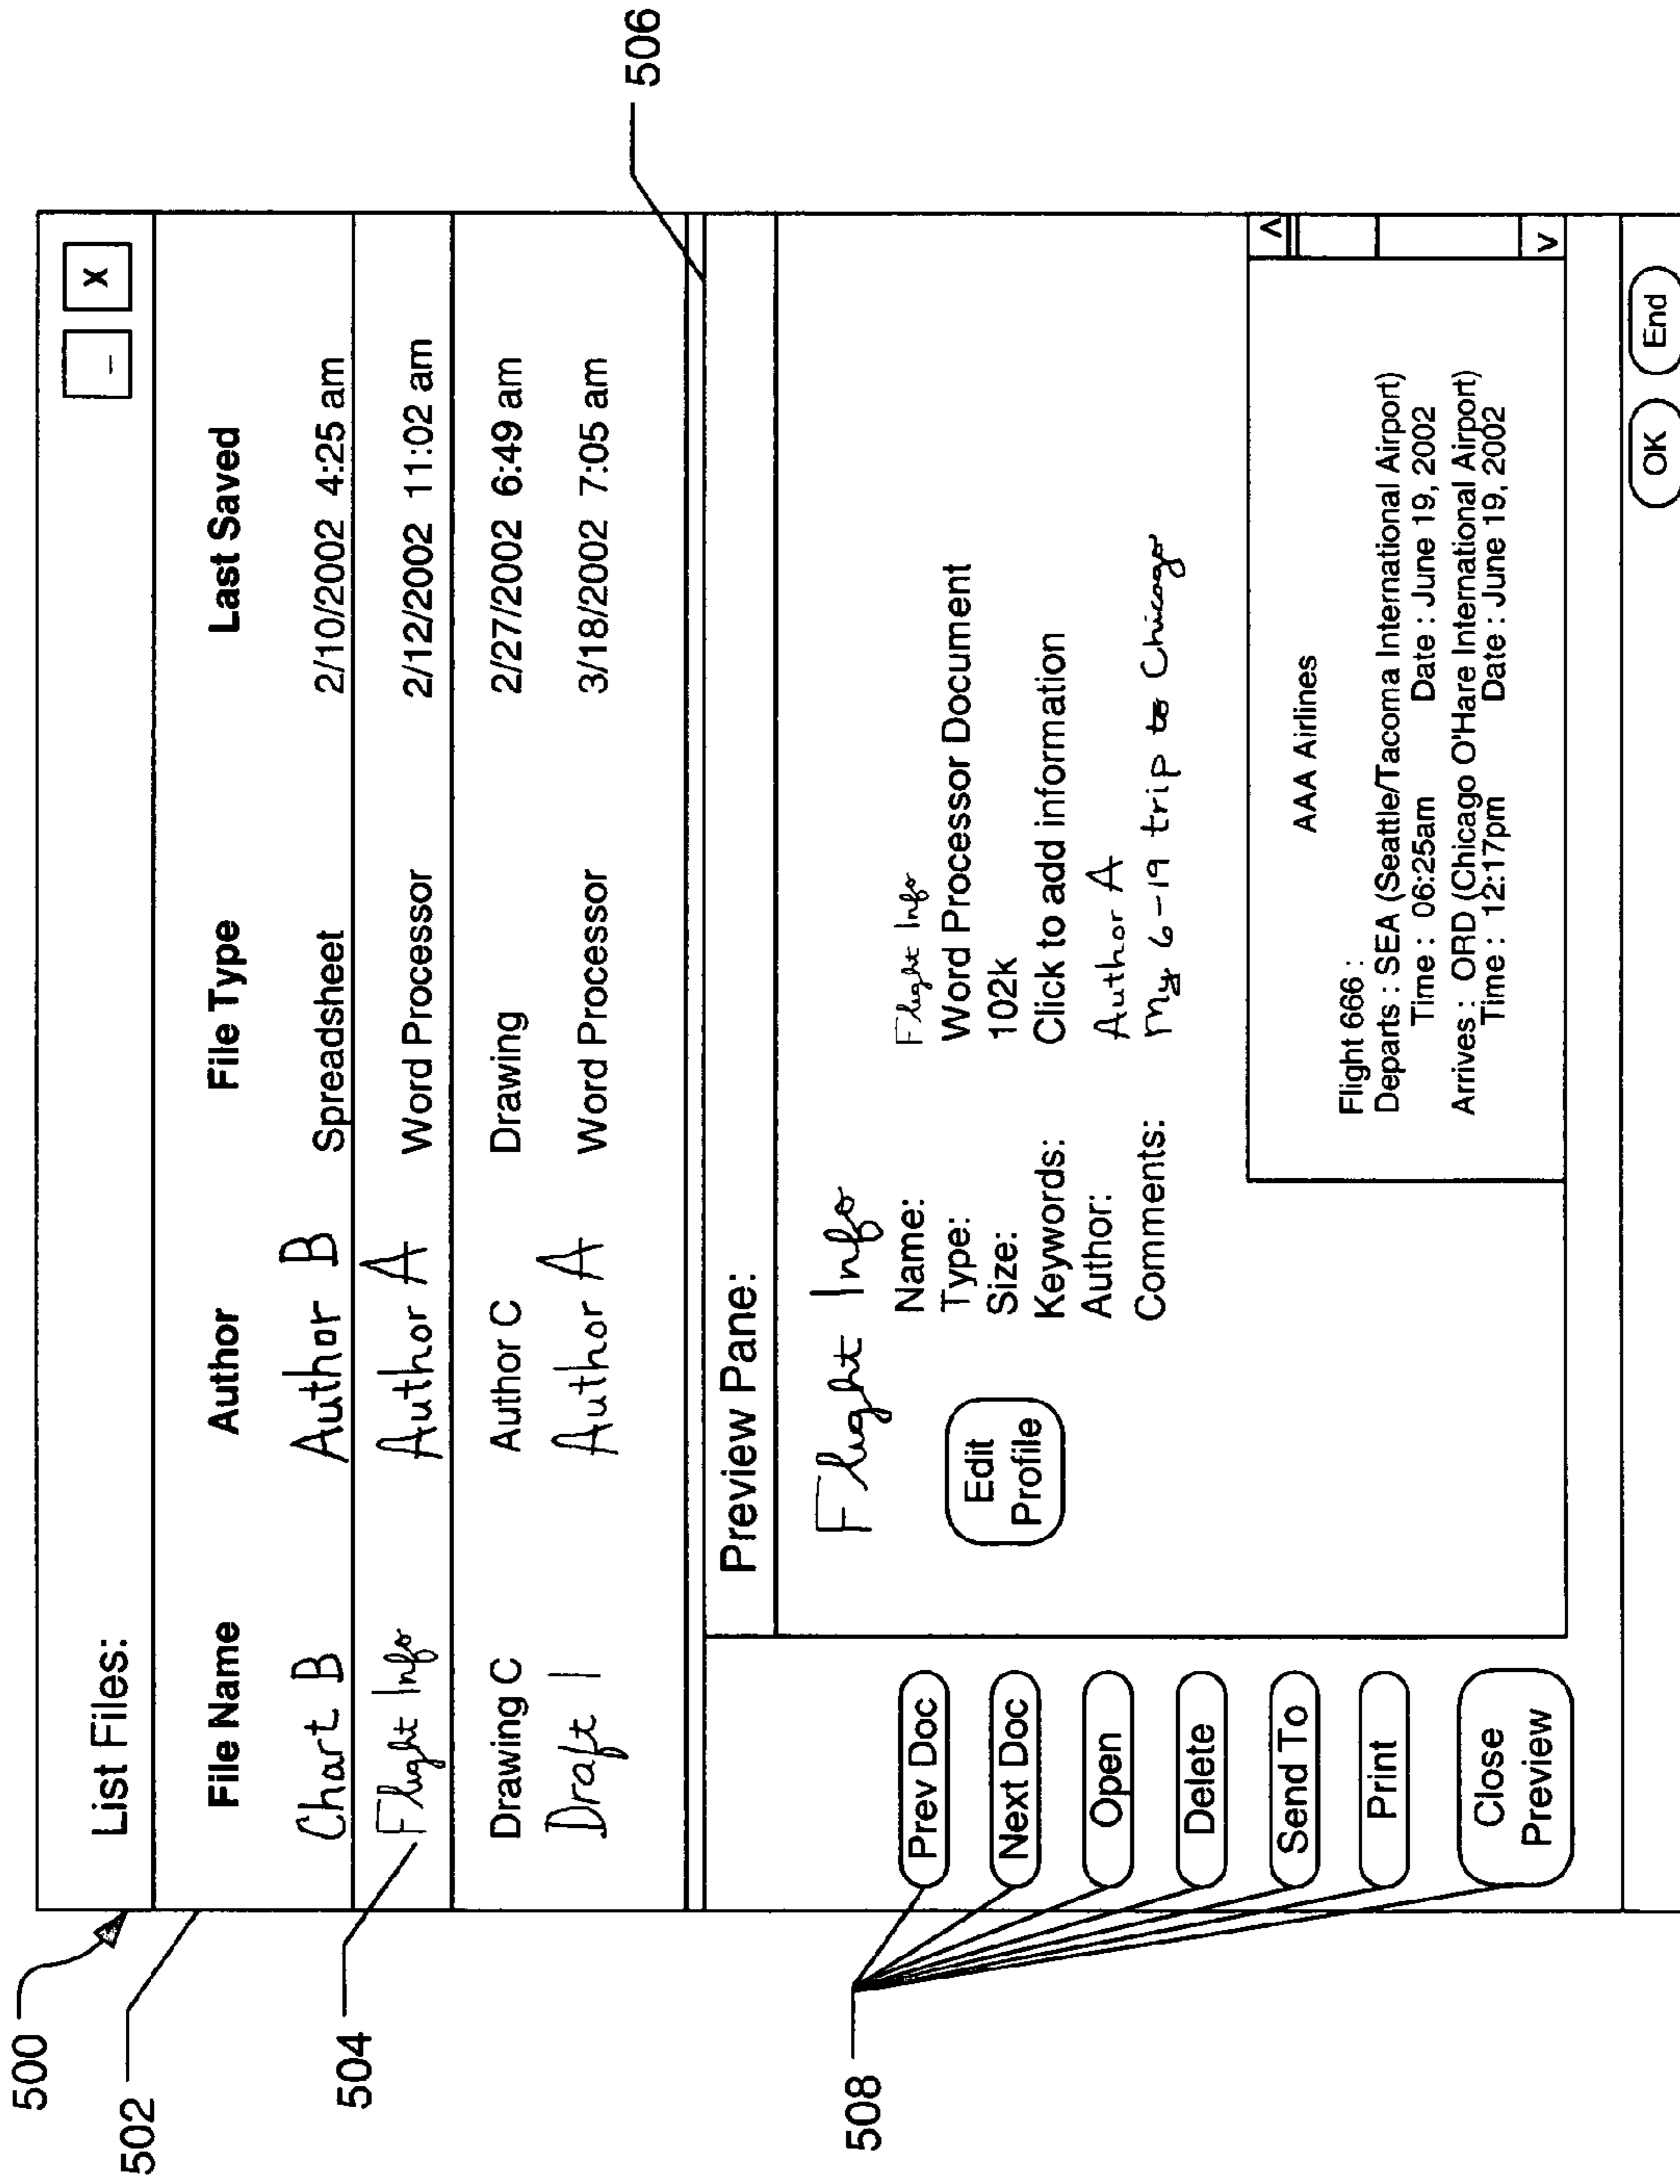 500
List Files:
_ X
502
File Name Author File Type Last Saved
Chart B Author B Spreadsheet 2/10/2002 4:25 am
504
Flight Info Author A Word Processor 2/12/2002 11:02 am
Drawing C Author C Drawing 2/27/2002 6:49 am
Draft 1 Author A Word Processor 3/18/2002 7:05 am
506
Preview Pane:
508
Prev Doc
Next Doc
Open
Delete
Send To
Print
Close
Preview
Flight Info
Edit
Profile
Name: Flight Info
Type: Word Processor Document
Size: 102k
Keywords: Click to add information
Author: Author A
Comments: My 6-19 trip to Chicago
AAA Airlines
Flight 666 :
Departs : SEA (Seattle/Tacoma International Airport)
Time : 06:25am Date : June 19, 2002
Arrives : ORD (Chicago O'Hare International Airport)
Time : 12:17pm Date : June 19, 2002
^
v
OK End